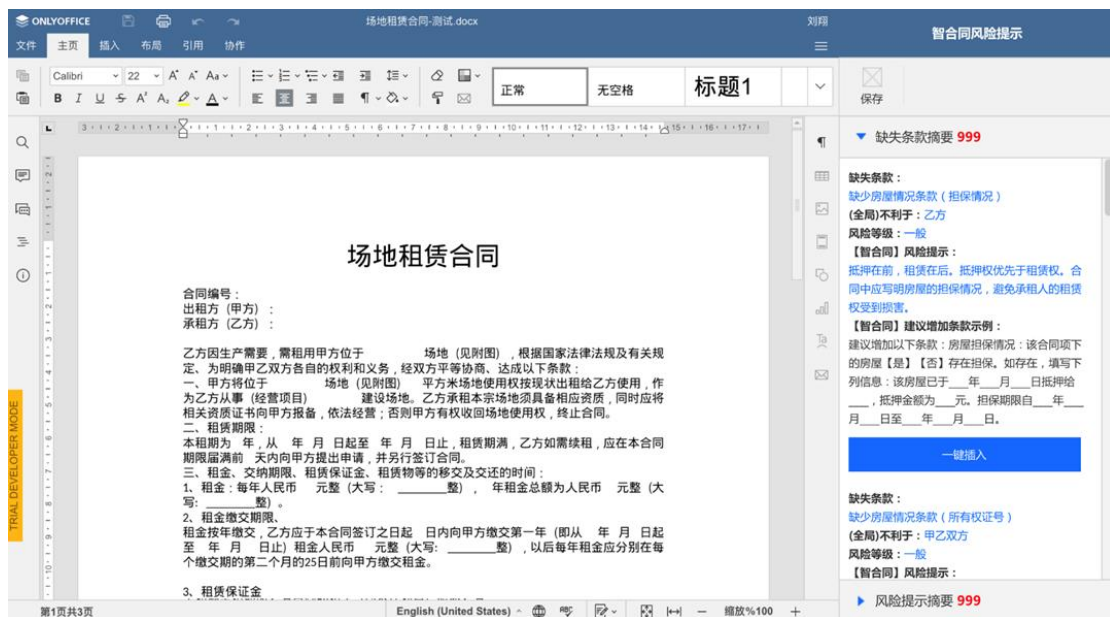 ONLYOFFICE
场地租赁合同-测试.docx
刘翔
智合同风险提示
文件 主页 插入 布局 引用 协作
Calibri 22
正常 无空格 标题1
保存
缺失条款摘要 999
缺失条款：
缺少房屋情况条款（担保情况）
(全局)不利于：乙方
风险等级：一般
【智合同】风险提示：
抵押在前，租赁在后。抵押权优先于租赁权。合
同中应写明房屋的担保情况，避免承租人的租赁
权受到损害。
【智合同】建议增加条款示例：
建议增加以下条款：房屋担保情况：该合同项下
的房屋【是】【否】存在担保。如存在，填写下
列信息：该房屋已于___年___月___日抵押给
____，抵押金额为___元。担保期限自___年___
月___日至___年___月___日。
一键插入
缺失条款：
缺少房屋情况条款（所有权证号）
(全局)不利于：甲乙双方
风险等级：一般
【智合同】风险提示：
风险提示摘要 999
场地租赁合同
合同编号：
出租方（甲方）：
承租方（乙方）：
乙方因生产需要，需租用甲方位于 场地（见附图），根据国家法律法规及有关规
定、为明确甲乙双方各自的权利和义务，经双方平等协商、达成以下条款：
一、甲方将位于 场地（见附图） 平方米场地使用权按现状出租给乙方使用，作
为乙方从事（经营项目） 建设场地。乙方承租本宗场地须具备相应资质，同时应将
相关资质证书向甲方报备，依法经营；否则甲方有权收回场地使用权，终止合同。
二、租赁期限：
本租期为 年，从 年 月 日起至 年 月 日止，租赁期满，乙方如需续租，应在本合同
期限届满前 天内向甲方提出申请，并另行签订合同。
三、租金、交纳期限、租赁保证金、租赁物等的移交及交还的时间：
1、租金：每年人民币 元整（大写： ________整）， 年租金总额为人民币 元整（大
写: ________整）。
2、租金缴交期限、
租金按年缴交，乙方应于本合同签订之日起 日内向甲方缴交第一年（即从 年 月 日起
至 年 月 日止）租金人民币 元整（大写: ________整），以后每年租金应分别在每
个缴交期的第二个月的25日前向甲方缴交租金。
3、租赁保证金
TRIAL DEVELOPER MODE
第1页共3页
English (United States)
缩放%100